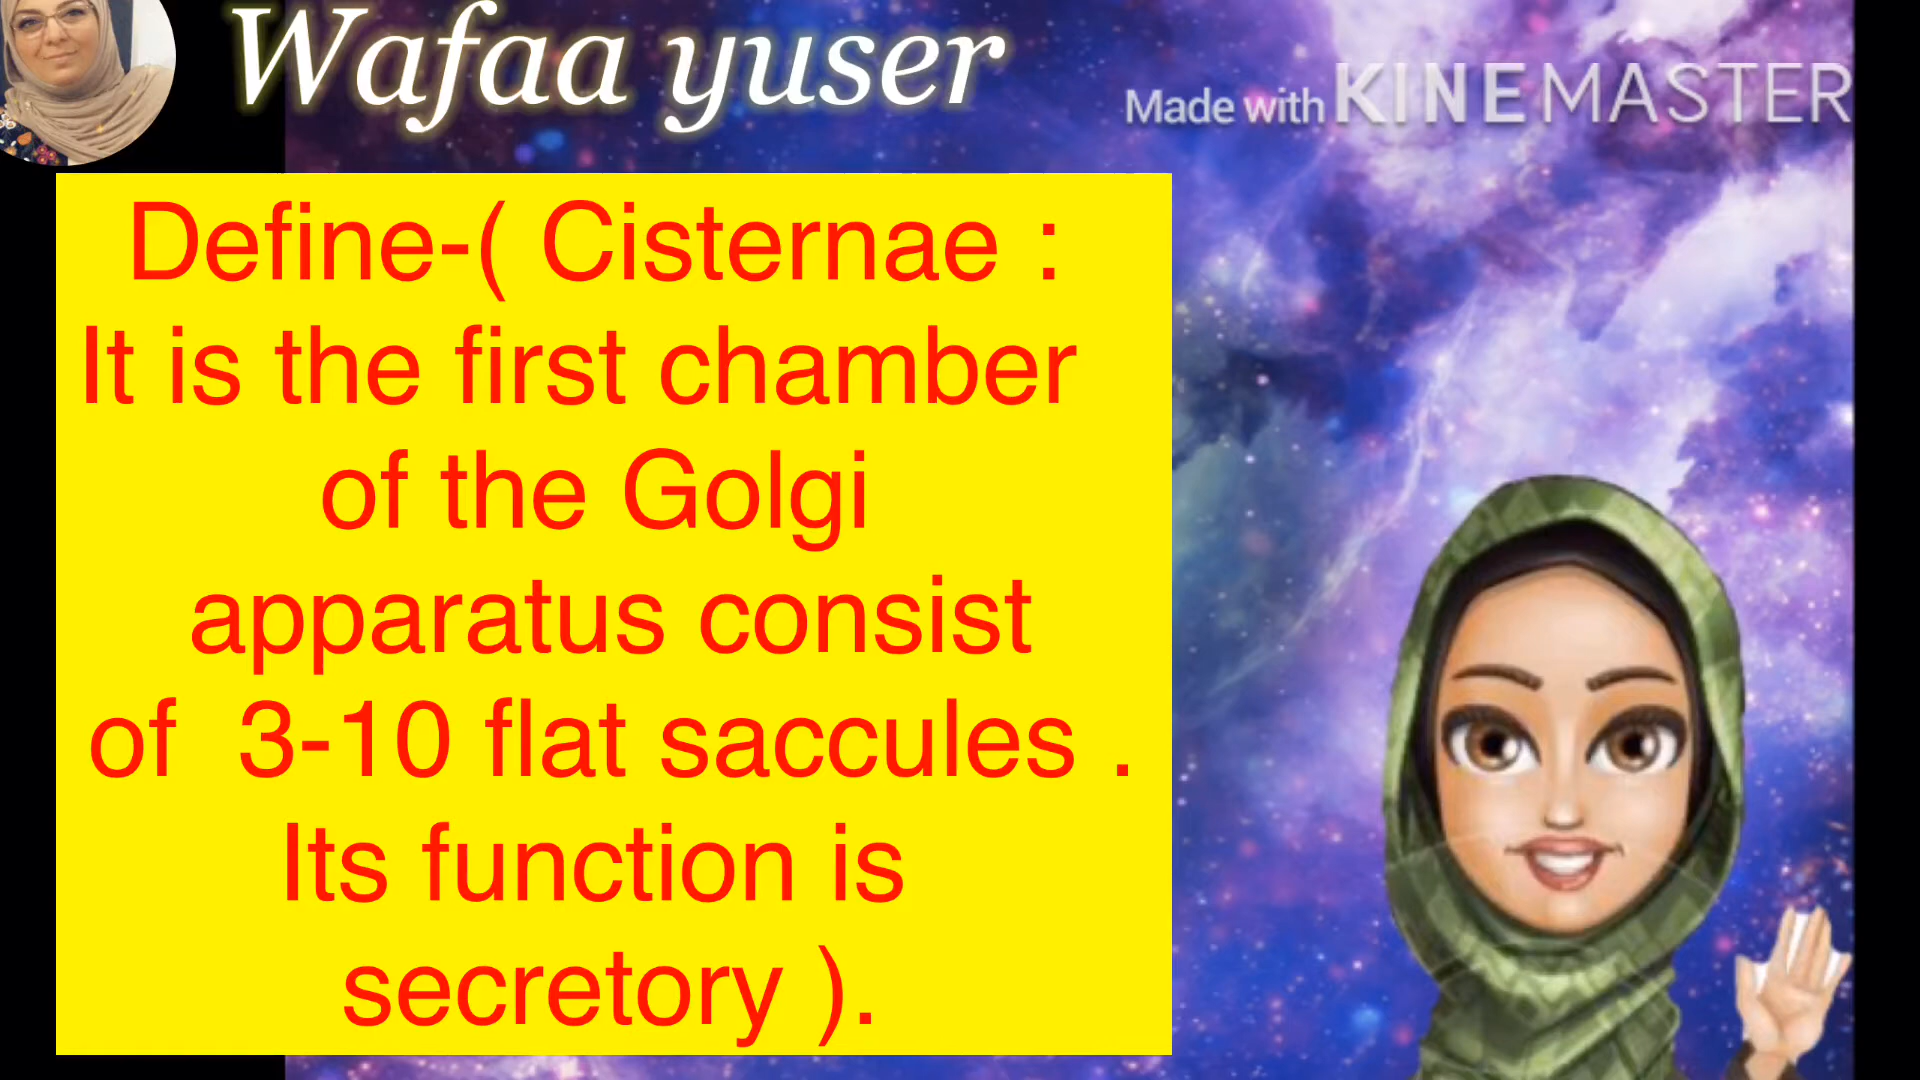 Wafaa yuser
Made with KINEMASTER
Define-( Cisternae :
It is the first chamber
of the Golgi
apparatus consist
of  3-10 flat saccules .
Its function is
secretory ).